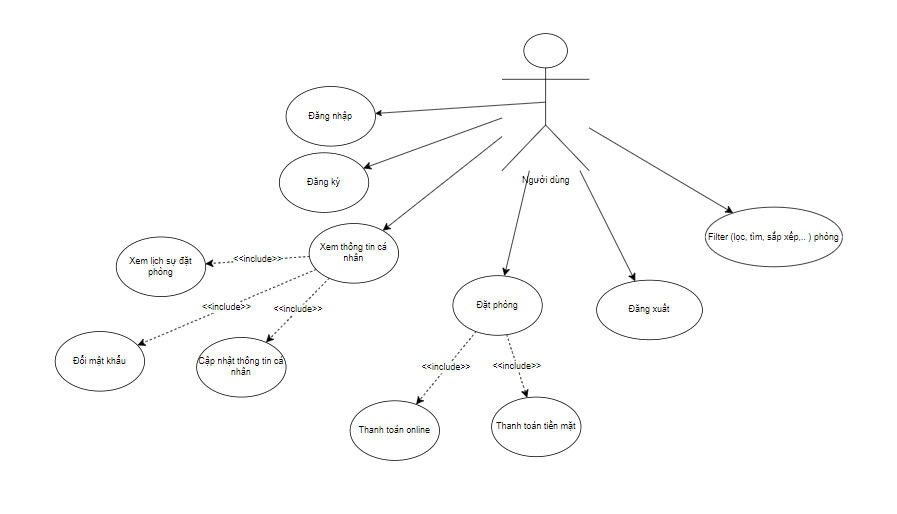 Đăng nhập
Đăng ký
Người dùng
Xem thông tin cá
nhân
Filter (lọc, tìm, sắp xếp,.. ) phòng
Xem lịch sự đặt
phòng
<<include>>
<<include>>
<<include>>
Đặt phòng
Đăng xuất
Đổi mật khẩu
Cập nhật thông tin cá
nhân
<<include>>
<<include>>
Thanh toán online
Thanh toán tiền mặt